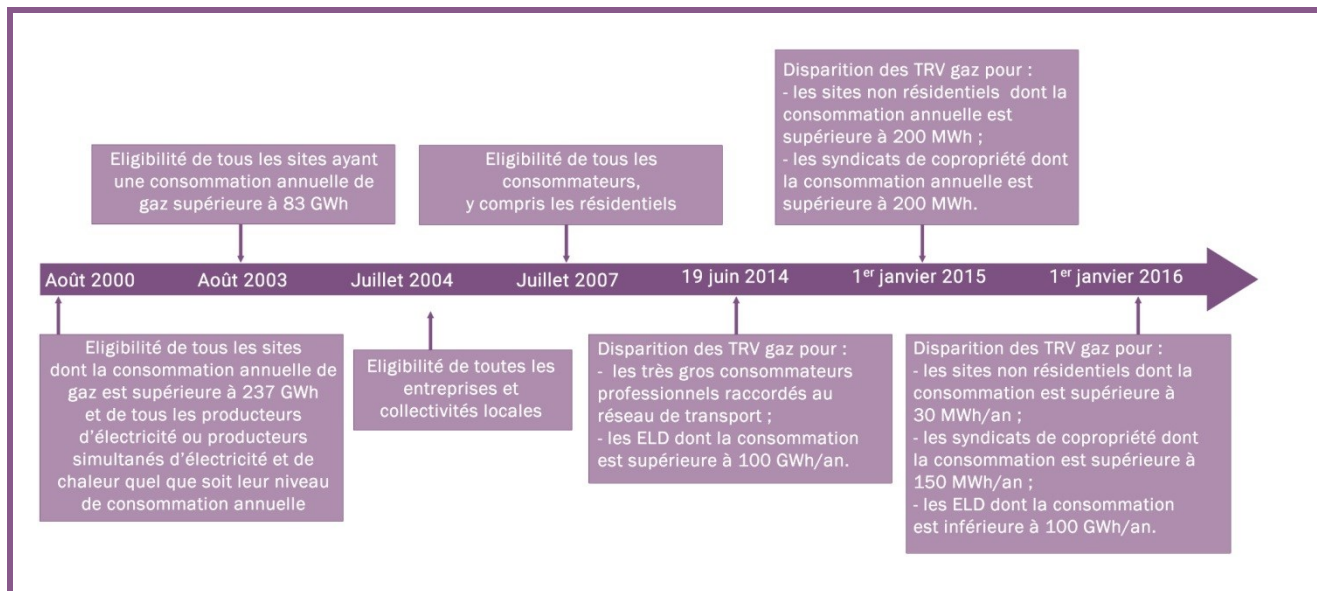 Disparition des TRV gaz pour :
- les sites non résidentiels dont la
consommation annuelle est
supérieure à 200 MWh ;
- les syndicats de copropriété dont
la consommation annuelle est
supérieure à 200 MWh.
Eligibilité de tous les sites ayant
une consommation annuelle de
gaz supérieure à 83 GWh
Eligibilité de tous les
consommateurs,
y compris les résidentiels
Août 2000 Août 2003 Juillet 2004 Juillet 2007 19 juin 2014 1er janvier 2015 1er janvier 2016
Eligibilité de tous les sites
dont la consommation annuelle de
gaz est supérieure à 237 GWh
et de tous les producteurs
d'électricité ou producteurs
simultanés d'électricité et de
chaleur quel que soit leur niveau
de consommation annuelle
Eligibilité de toutes les
entreprises et
collectivités locales
Disparition des TRV gaz pour :
- les très gros consommateurs
professionnels raccordés au
réseau de transport ;
- les ELD dont la consommation
est supérieure à 100 GWh/an.
Disparition des TRV gaz pour :
- les sites non résidentiels dont la
consommation est supérieure à
30 MWh/an ;
- les syndicats de copropriété dont
la consommation est supérieure à
150 MWh/an ;
- les ELD dont la consommation
est inférieure à 100 GWh/an.